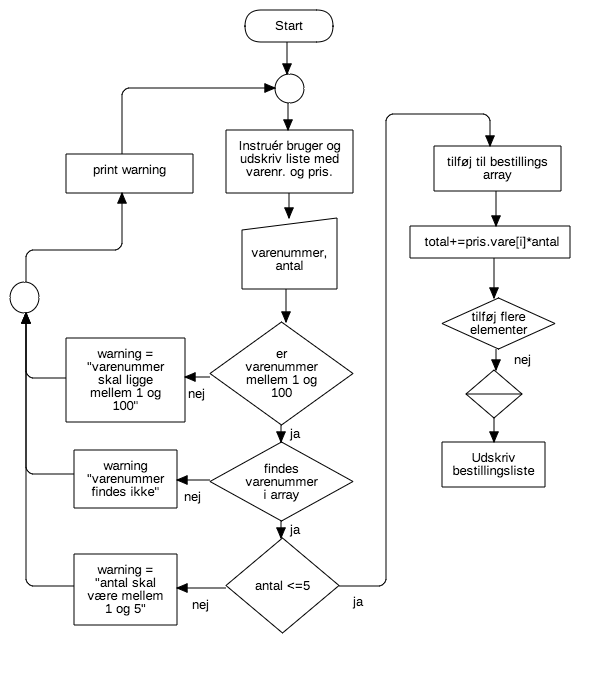 Start
Instruér bruger og
udskriv liste med
varenr. og pris.
print warning
varenummer,
antal
er
varenummer
mellem 1 og
100
nej
warning =
"varenummer
skal ligge
mellem 1 og
100"
ja
findes
varenummer
i array
nej
warning
"varenummer
findes ikke"
ja
antal <=5
nej
warning =
"antal skal
være mellem
1 og 5"
ja
tilføj til bestillings
array
total+=pris.vare[i]*antal
tilføj flere
elementer
nej
Udskriv
bestillingsliste